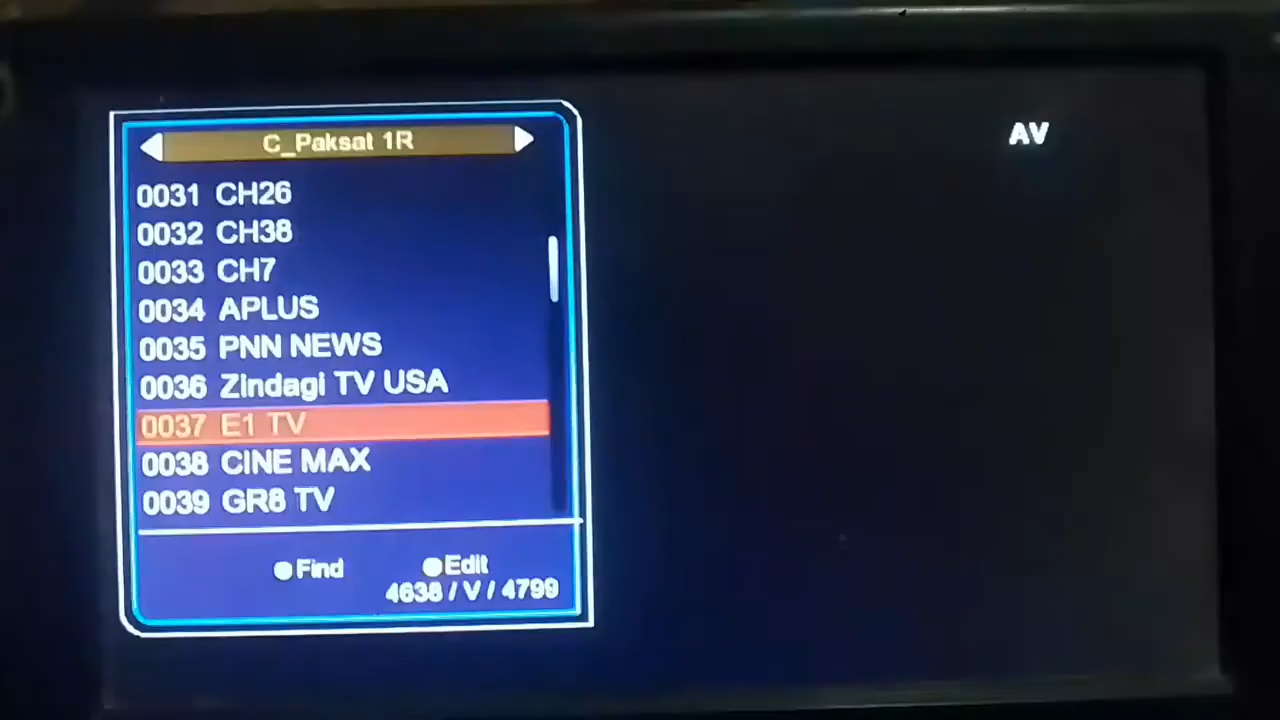 C_Paksat 1R
AV
0031 CH26
0032 CH38
0033 CH7
0034 APLUS
0035 PNN NEWS
0036 Zindagi TV USA
0037 E1 TV
0038 CINE MAX
0039 GR8 TV
Find Edit
4638 / V / 4799